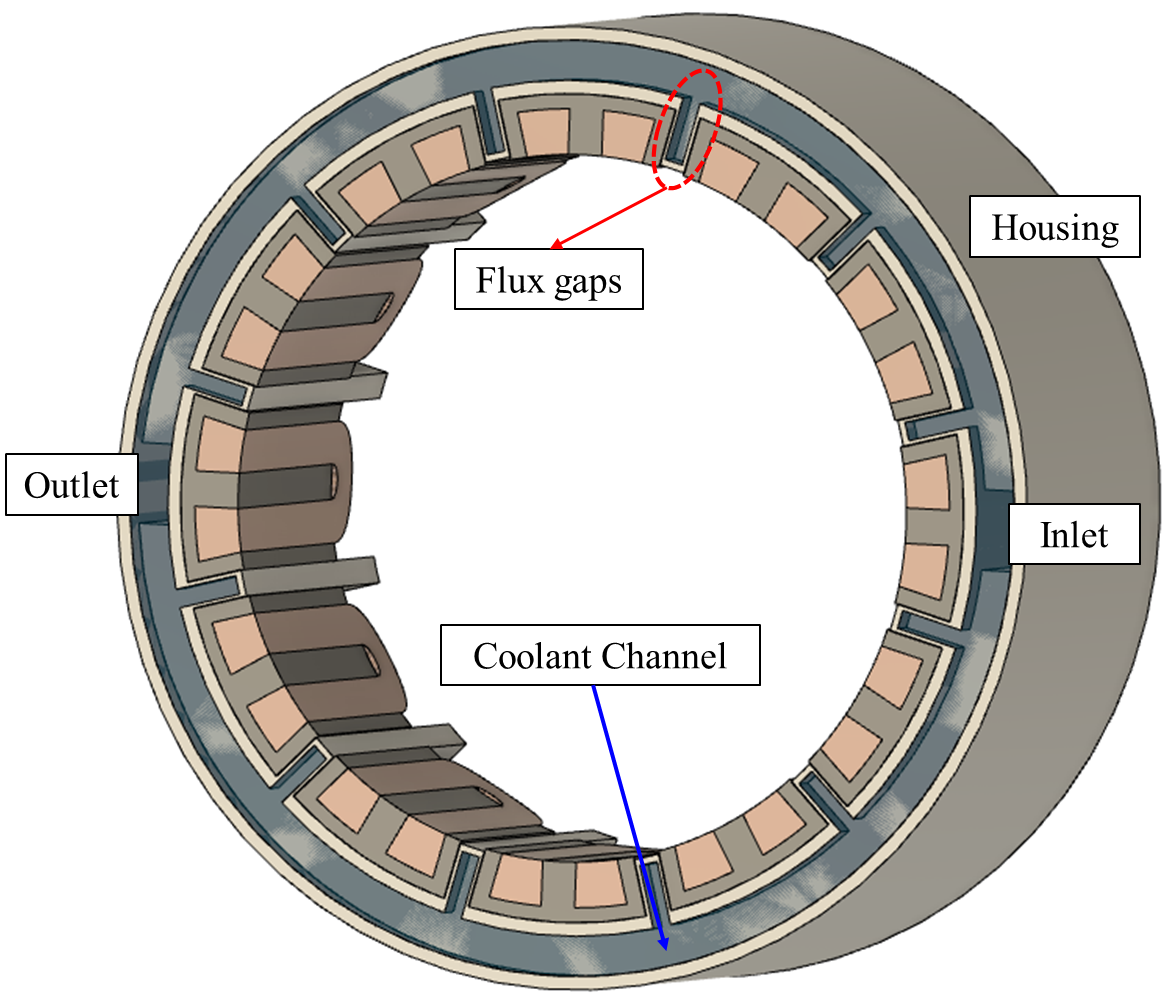 Housing
Flux gaps
Outlet
Inlet
Coolant Channel